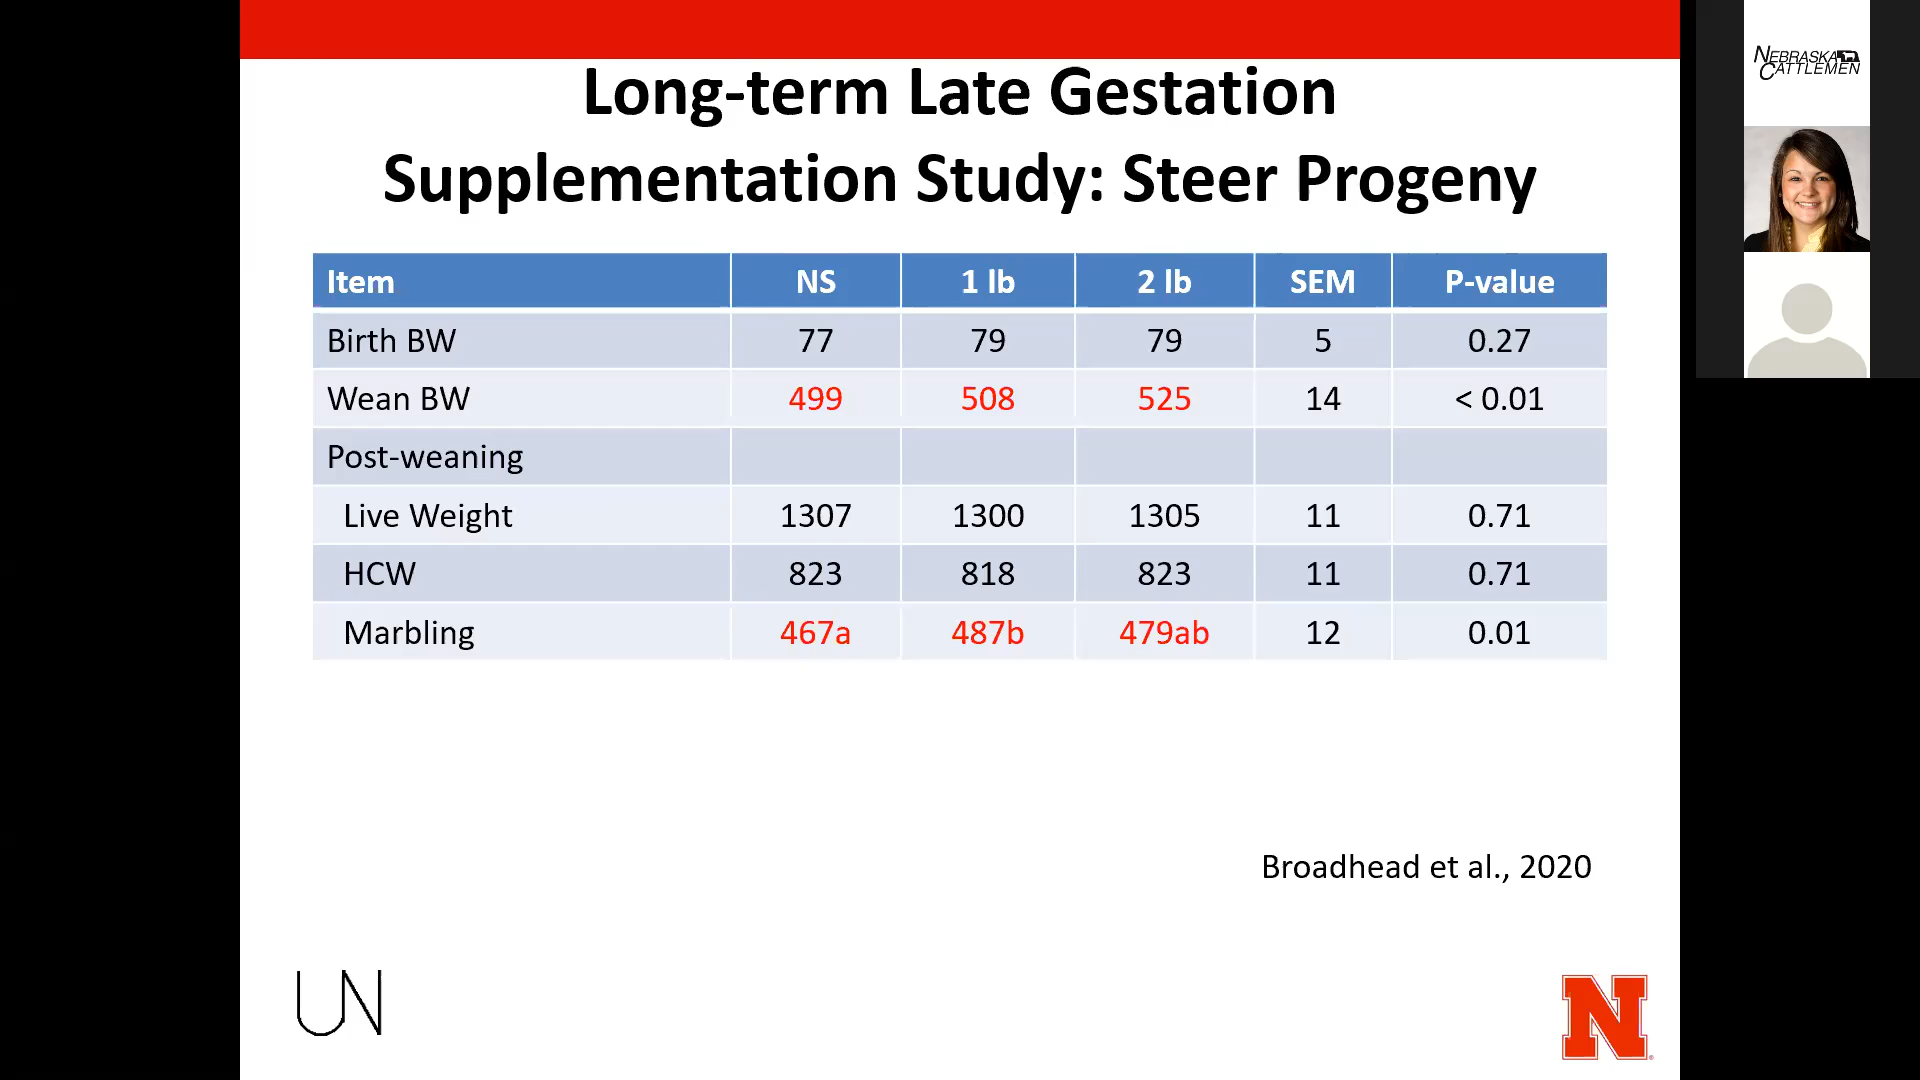 Long-term Late Gestation
Supplementation Study: Steer Progeny
Item NS 1 lb 2 lb SEM P-value
Birth BW 77 79 79 5 0.27
Wean BW 499 508 525 14 < 0.01
Post-weaning
Live Weight 1307 1300 1305 11 0.71
HCW 823 818 823 11 0.71
Marbling 467a 487b 479ab 12 0.01
Broadhead et al., 2020
UN
N
NEBRASKA
CATTLEMEN